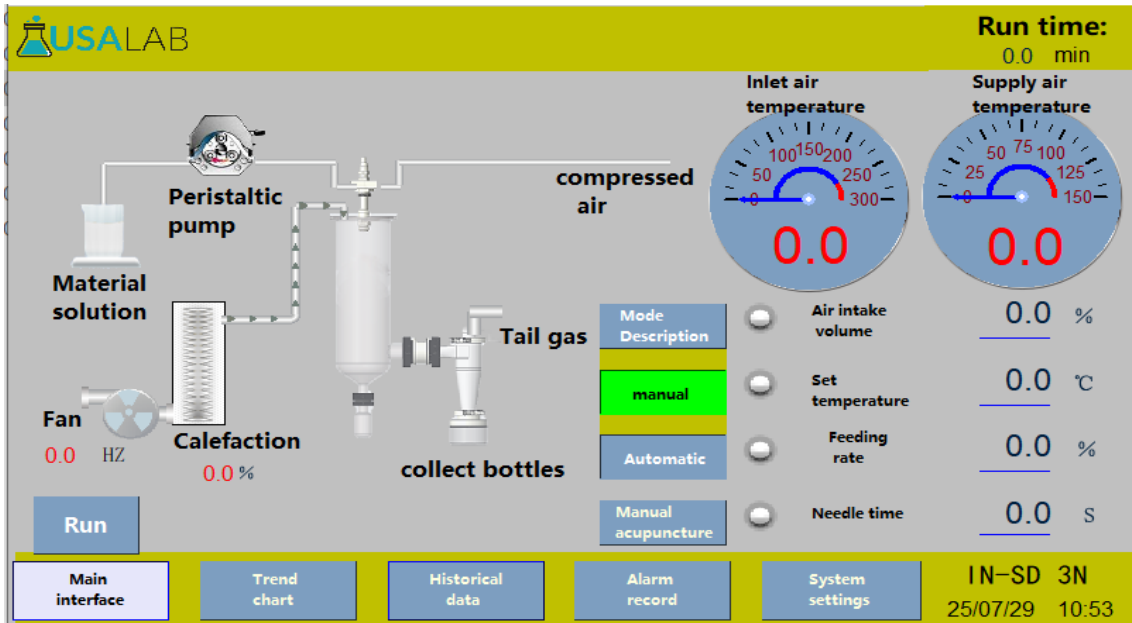 USALAB
Run time:
0.0 min
Inlet air
temperature
0 50 100 150 200 250 300
0.0
Supply air
temperature
0 25 50 75 100 125 150
0.0
Peristaltic
pump
compressed
air
Material
solution
Tail gas
Fan
0.0 HZ
Calefaction
0.0 %
collect bottles
Run
Mode
Description
manual
Automatic
Manual
acupuncture
Air intake
volume
0.0 %
Set
temperature
0.0 ℃
Feeding
rate
0.0 %
Needle time
0.0 S
Main
interface
Trend
chart
Historical
data
Alarm
record
System
settings
IN-SD 3N
25/07/29 10:53